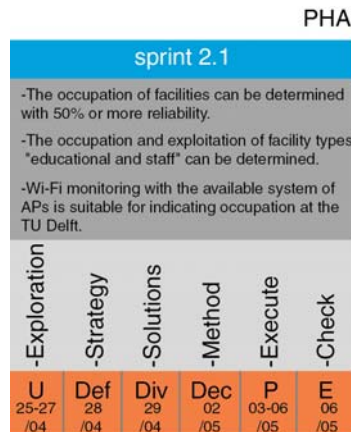 PHA
sprint 2.1
-The occupation of facilities can be determined
with 50% or more reliability.
-The occupation and exploitation of facility types
"educational and staff" can be determined.
-Wi-Fi monitoring with the available system of
APs is suitable for indicating occupation at the
TU Delft.
-Exploration
-Strategy
-Solutions
-Method
-Execute
-Check
U Def Div Dec P E
25-27 28 29 02 03-06 06
/04 /04 /04 /05 /05 /05